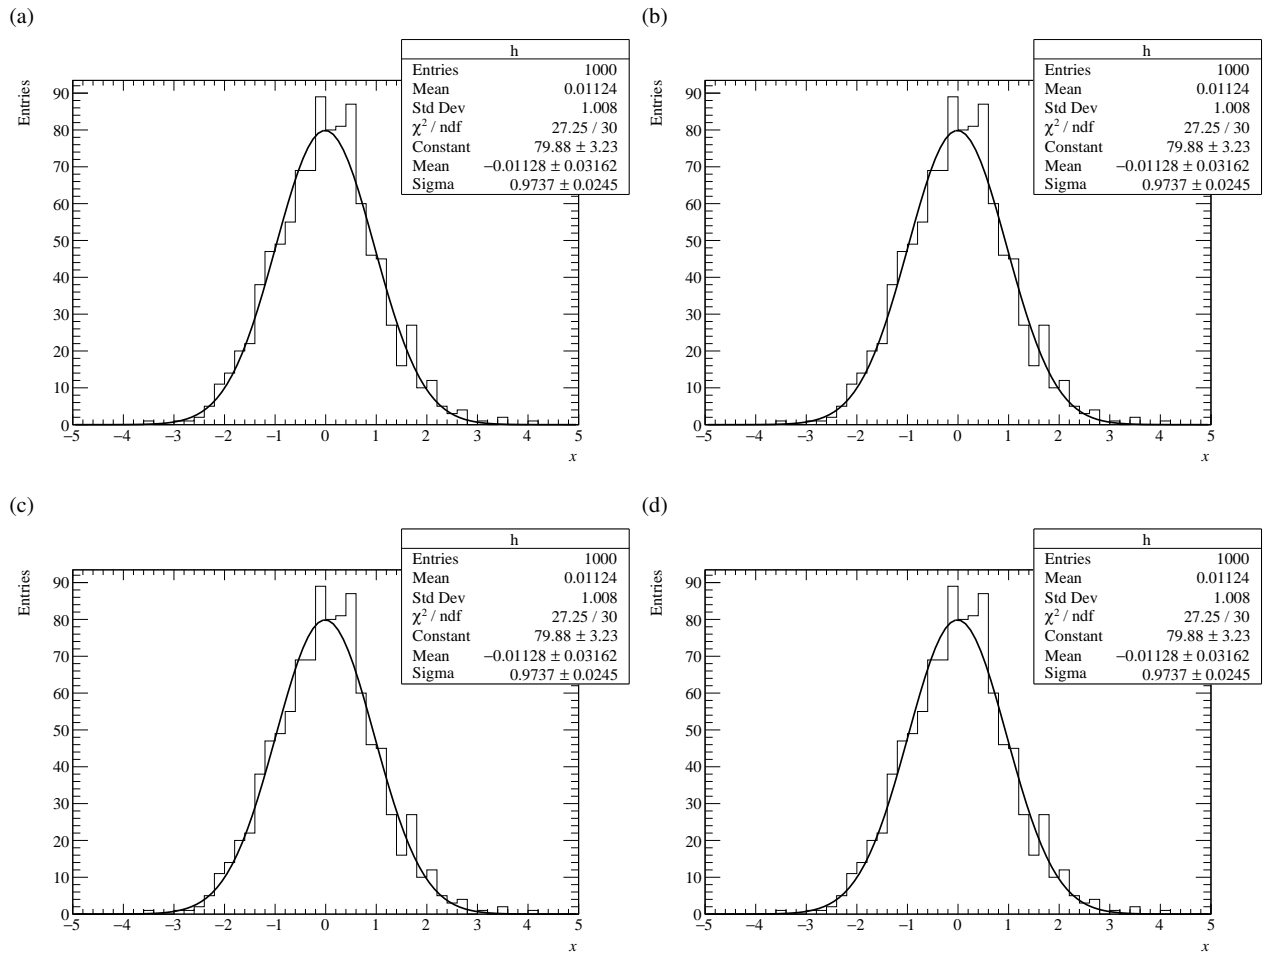 (a)
h
Entries 1000
Mean 0.01124
Std Dev 1.008
χ² / ndf 27.25 / 30
Constant 79.88 ± 3.23
Mean −0.01128 ± 0.03162
Sigma 0.9737 ± 0.0245
Entries
90
80
70
60
50
40
30
20
10
0
−5 −4 −3 −2 −1 0 1 2 3 4 5
x
(b)
h
Entries 1000
Mean 0.01124
Std Dev 1.008
χ² / ndf 27.25 / 30
Constant 79.88 ± 3.23
Mean −0.01128 ± 0.03162
Sigma 0.9737 ± 0.0245
Entries
90
80
70
60
50
40
30
20
10
0
−5 −4 −3 −2 −1 0 1 2 3 4 5
x
(c)
h
Entries 1000
Mean 0.01124
Std Dev 1.008
χ² / ndf 27.25 / 30
Constant 79.88 ± 3.23
Mean −0.01128 ± 0.03162
Sigma 0.9737 ± 0.0245
Entries
90
80
70
60
50
40
30
20
10
0
−5 −4 −3 −2 −1 0 1 2 3 4 5
x
(d)
h
Entries 1000
Mean 0.01124
Std Dev 1.008
χ² / ndf 27.25 / 30
Constant 79.88 ± 3.23
Mean −0.01128 ± 0.03162
Sigma 0.9737 ± 0.0245
Entries
90
80
70
60
50
40
30
20
10
0
−5 −4 −3 −2 −1 0 1 2 3 4 5
x